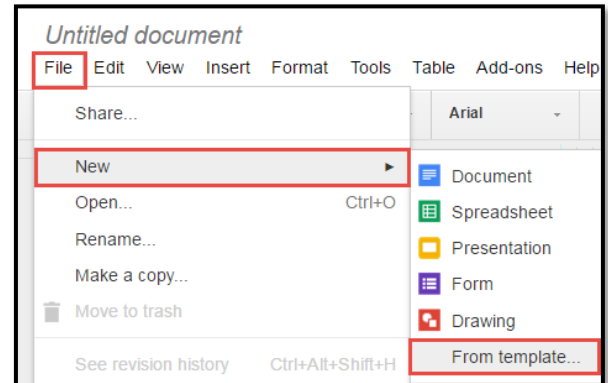 Untitled document
File Edit View Insert Format Tools Table Add-ons Help
Share...
Arial
New
Open... Ctrl+O
Rename...
Make a copy...
Move to trash
See revision history Ctrl+Alt+Shift+H
Document
Spreadsheet
Presentation
Form
Drawing
From template...